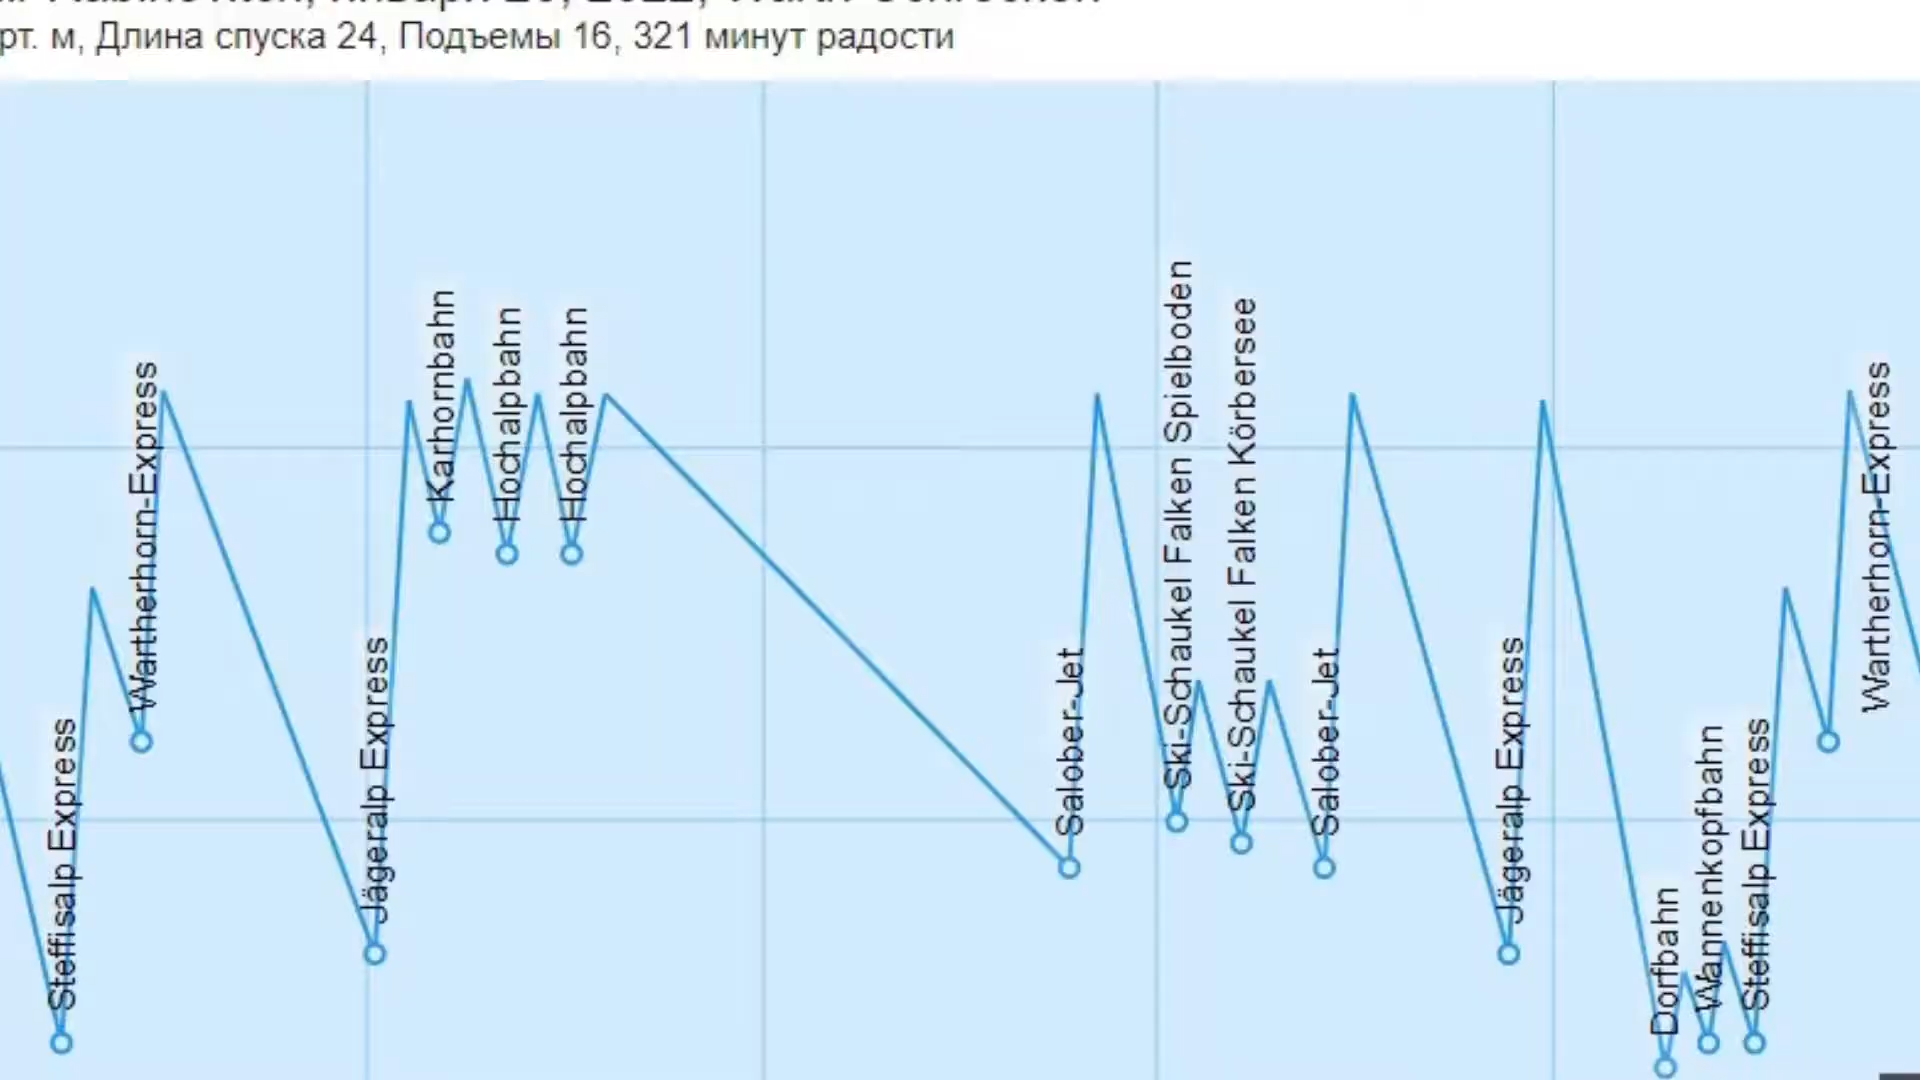 рт. м, Длина спуска 24, Подъемы 16, 321 минут радости
Steffisalp Express
Wartherhorn-Express
Jägeralp Express
Karhornbahn
Hochalpbahn
Hochalpbahn
Salober-Jet
Ski-Schaukel Falken Spielboden
Ski-Schaukel Falken Körbersee
Salober-Jet
Jägeralp Express
Dorfbahn
Wannenkopfbahn
Steffisalp Express
Wartherhorn-Express